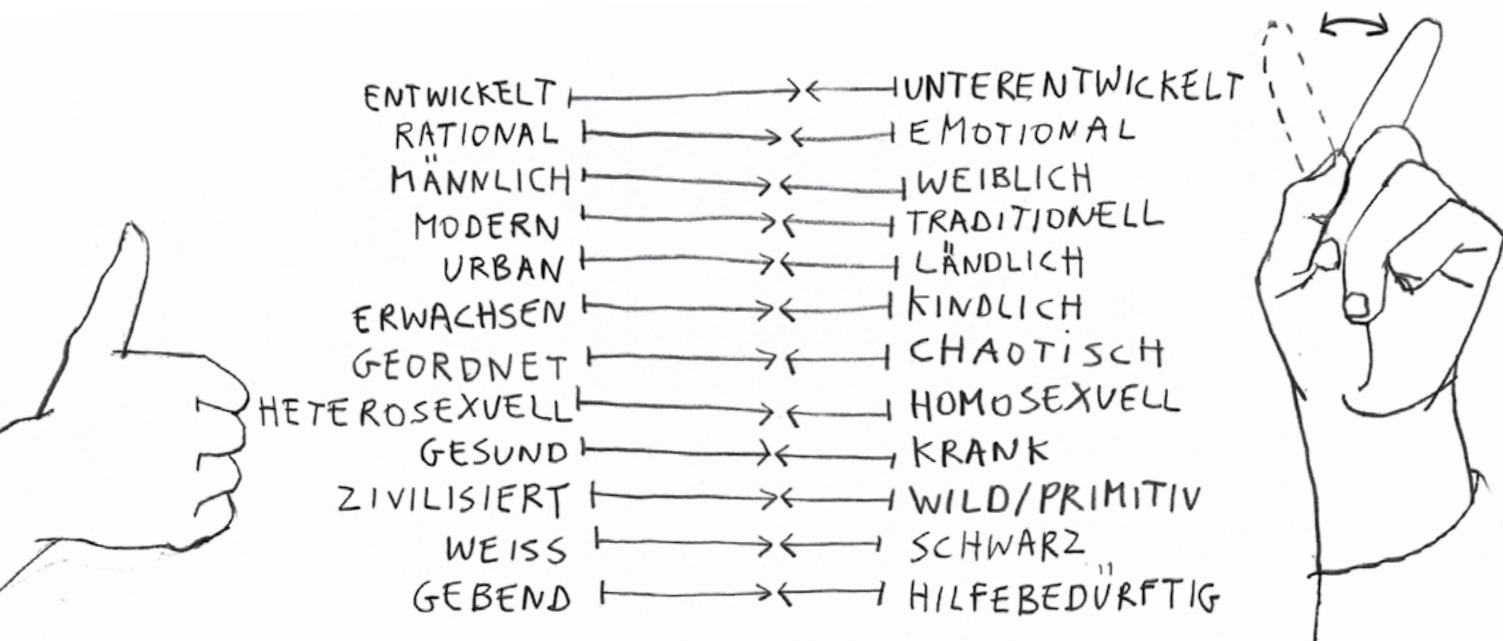 ENTWICKELT UNTERENTWICKELT
RATIONAL EMOTIONAL
MÄNNLICH WEIBLICH
MODERN TRADITIONELL
URBAN LÄNDLICH
ERWACHSEN KINDLICH
GEORDNET CHAOTISCH
HETEROSEXUELL HOMOSEXUELL
GESUND KRANK
ZIVILISIERT WILD/PRIMITIV
WEISS SCHWARZ
GEBEND HILFEBEDÜRFTIG